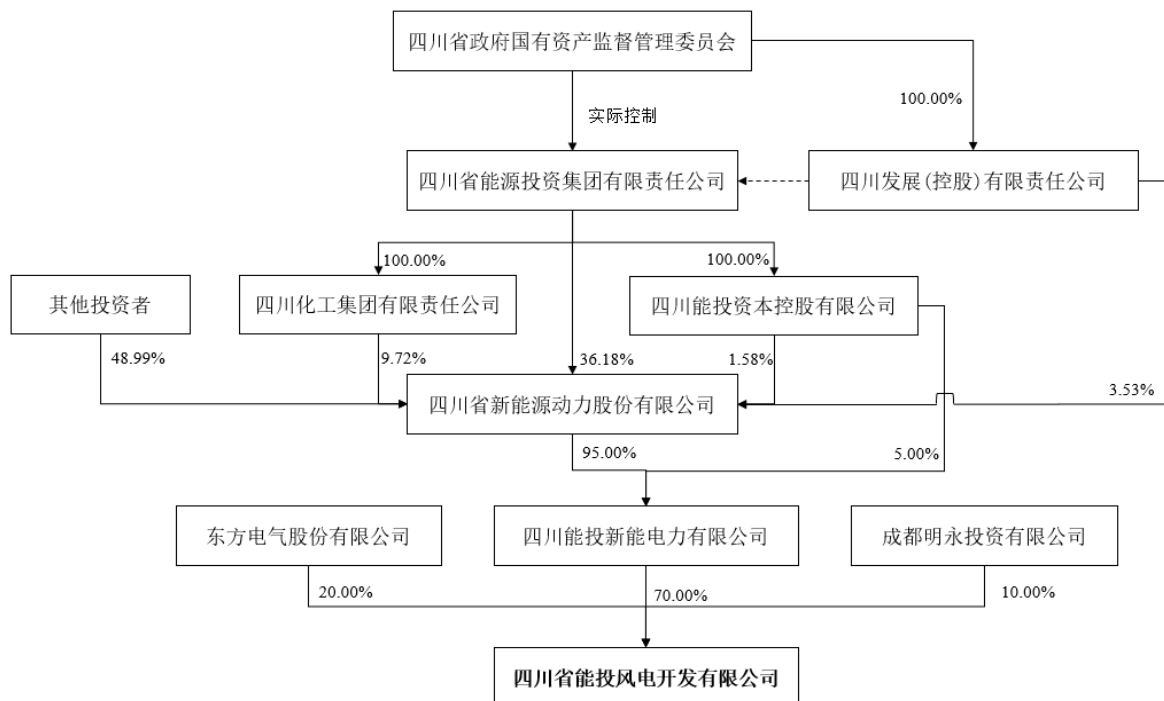 四川省政府国有资产监督管理委员会
100.00%
实际控制
四川省能源投资集团有限责任公司
四川发展(控股)有限责任公司
100.00%
100.00%
其他投资者
四川化工集团有限责任公司
四川能投资本控股有限公司
48.99%
9.72%
36.18%
1.58%
3.53%
四川省新能源动力股份有限公司
95.00%
5.00%
东方电气股份有限公司
四川能投新能电力有限公司
成都明永投资有限公司
20.00%
70.00%
10.00%
四川省能投风电开发有限公司